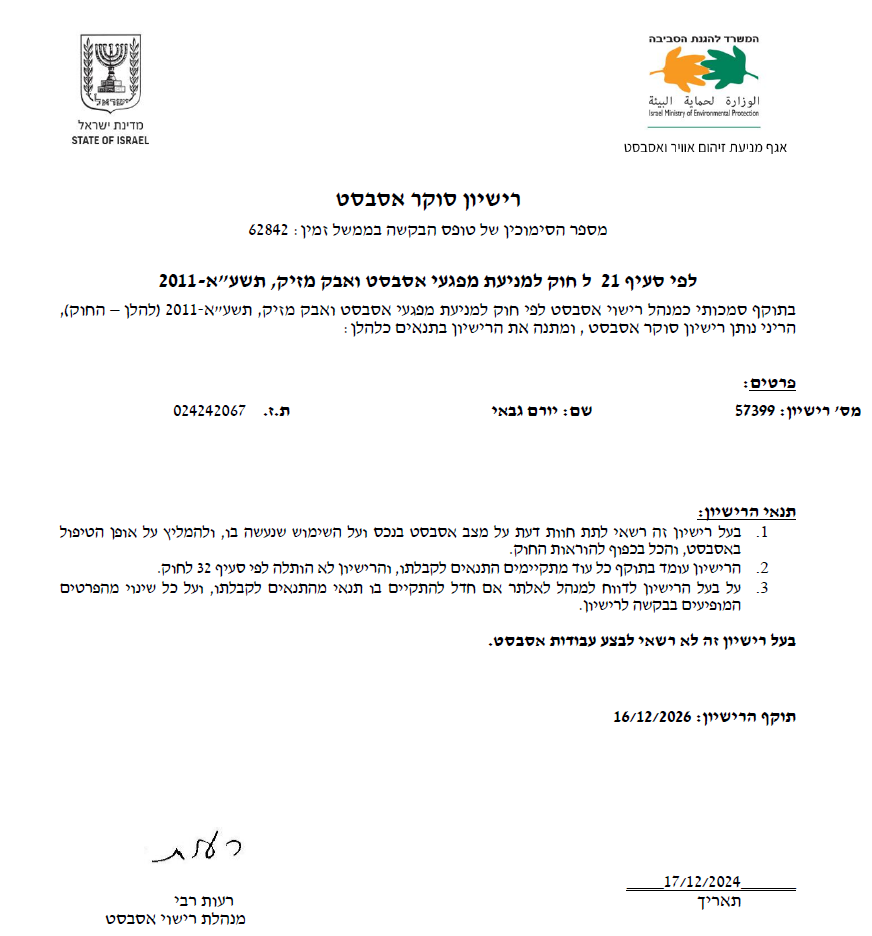 מדינת ישראל
STATE OF ISRAEL
המשרד להגנת הסביבה
الوزارة لحماية البيئة
Israel Ministry of Environmental Protection
אגף מניעת זיהום אוויר ואסבסט
רישיון סוקר אסבסט
מספר הסימוכין של טופס הבקשה בממשל זמין: 62842
לפי סעיף 21 ל חוק למניעת מפגעי אסבסט ואבק מזיק, תשע"א-2011
בתוקף סמכותי כמנהל רישוי אסבסט לפי חוק למניעת מפגעי אסבסט ואבק מזיק, תשע"א-2011 (להלן – החוק),
הריני נותן רישיון סוקר אסבסט , ומתנה את הרישיון בתנאים כלהלן:
פרטים:
מס' רישיון: 57399 שם: יורם גבאי ת.ז. 024242067
תנאי הרישיון:
1. בעל רישיון זה רשאי לתת חוות דעת על מצב אסבסט בנכס ועל השימוש שנעשה בו, ולהמליץ על אופן הטיפול
באסבסט, והכל בכפוף להוראות החוק.
2. הרישיון עומד בתוקף כל עוד מתקיימים התנאים לקבלתו, והרישיון לא הותלה לפי סעיף 32 לחוק.
3. על בעל הרישיון לדווח למנהל לאלתר אם חדל להתקיים בו תנאי מהתנאים לקבלתו, ועל כל שינוי מהפרטים
המופיעים בבקשה לרישיון.
בעל רישיון זה לא רשאי לבצע עבודות אסבסט.
תוקף הרישיון: 16/12/2026
רעות
17/12/2024
תאריך
רעות רבי
מנהלת רישוי אסבסט